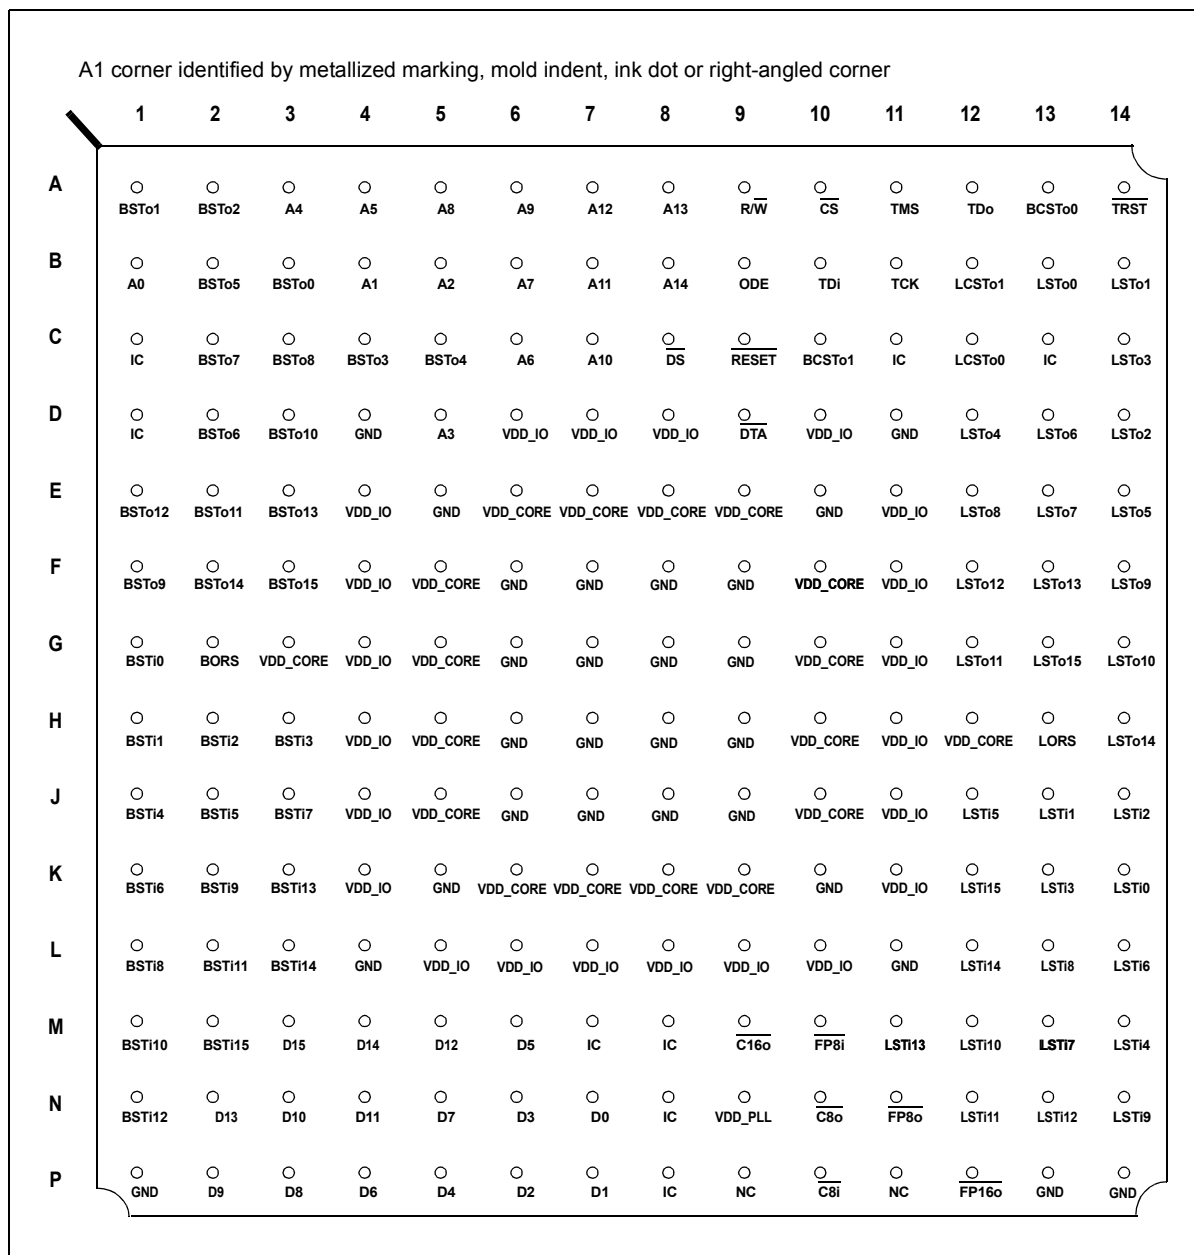 A1 corner identified by metallized marking, mold indent, ink dot or right-angled corner
1 2 3 4 5 6 7 8 9 10 11 12 13 14
A
BSTo1 BSTo2 A4 A5 A8 A9 A12 A13 R/W̅ C̅S̅ TMS TDo BCSTo0 T̅R̅S̅T̅
B
A0 BSTo5 BSTo0 A1 A2 A7 A11 A14 ODE TDi TCK LCSTo1 LSTo0 LSTo1
C
IC BSTo7 BSTo8 BSTo3 BSTo4 A6 A10 D̅S̅ R̅E̅S̅E̅T̅ BCSTo1 IC LCSTo0 IC LSTo3
D
IC BSTo6 BSTo10 GND A3 VDD_IO VDD_IO VDD_IO D̅T̅A̅ VDD_IO GND LSTo4 LSTo6 LSTo2
E
BSTo12 BSTo11 BSTo13 VDD_IO GND VDD_CORE VDD_CORE VDD_CORE VDD_CORE GND VDD_IO LSTo8 LSTo7 LSTo5
F
BSTo9 BSTo14 BSTo15 VDD_IO VDD_CORE GND GND GND GND VDD_CORE VDD_IO LSTo12 LSTo13 LSTo9
G
BSTi0 BORS VDD_CORE VDD_IO VDD_CORE GND GND GND GND VDD_CORE VDD_IO LSTo11 LSTo15 LSTo10
H
BSTi1 BSTi2 BSTi3 VDD_IO VDD_CORE GND GND GND GND VDD_CORE VDD_IO VDD_CORE LORS LSTo14
J
BSTi4 BSTi5 BSTi7 VDD_IO VDD_CORE GND GND GND GND VDD_CORE VDD_IO LSTi5 LSTi1 LSTi2
K
BSTi6 BSTi9 BSTi13 VDD_IO GND VDD_CORE VDD_CORE VDD_CORE VDD_CORE GND VDD_IO LSTi15 LSTi3 LSTi0
L
BSTi8 BSTi11 BSTi14 GND VDD_IO VDD_IO VDD_IO VDD_IO VDD_IO VDD_IO GND LSTi14 LSTi8 LSTi6
M
BSTi10 BSTi15 D15 D14 D12 D5 IC IC C̅1̅6̅o̅ F̅P̅8̅i̅ LSTi13 LSTi10 LSTi7 LSTi4
N
BSTi12 D13 D10 D11 D7 D3 D0 IC VDD_PLL C̅8̅o̅ F̅P̅8̅o̅ LSTi11 LSTi12 LSTi9
P
GND D9 D8 D6 D4 D2 D1 IC NC C̅8̅i̅ NC F̅P̅1̅6̅o̅ GND GND